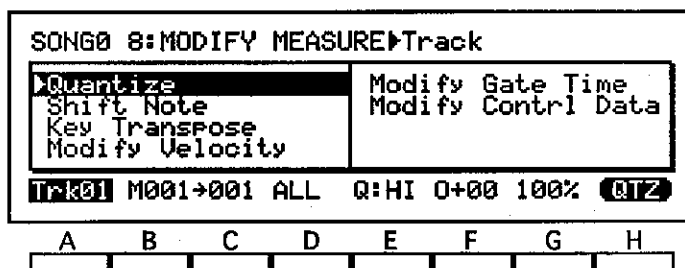 SONG0 8:MODIFY MEASURE▶Track
▶Quantize
Shift Note
Key Transpose
Modify Velocity
Modify Gate Time
Modify Contrl Data
Trk01 M001→001 ALL Q:HI O+00 100% QTZ
A B C D E F G H